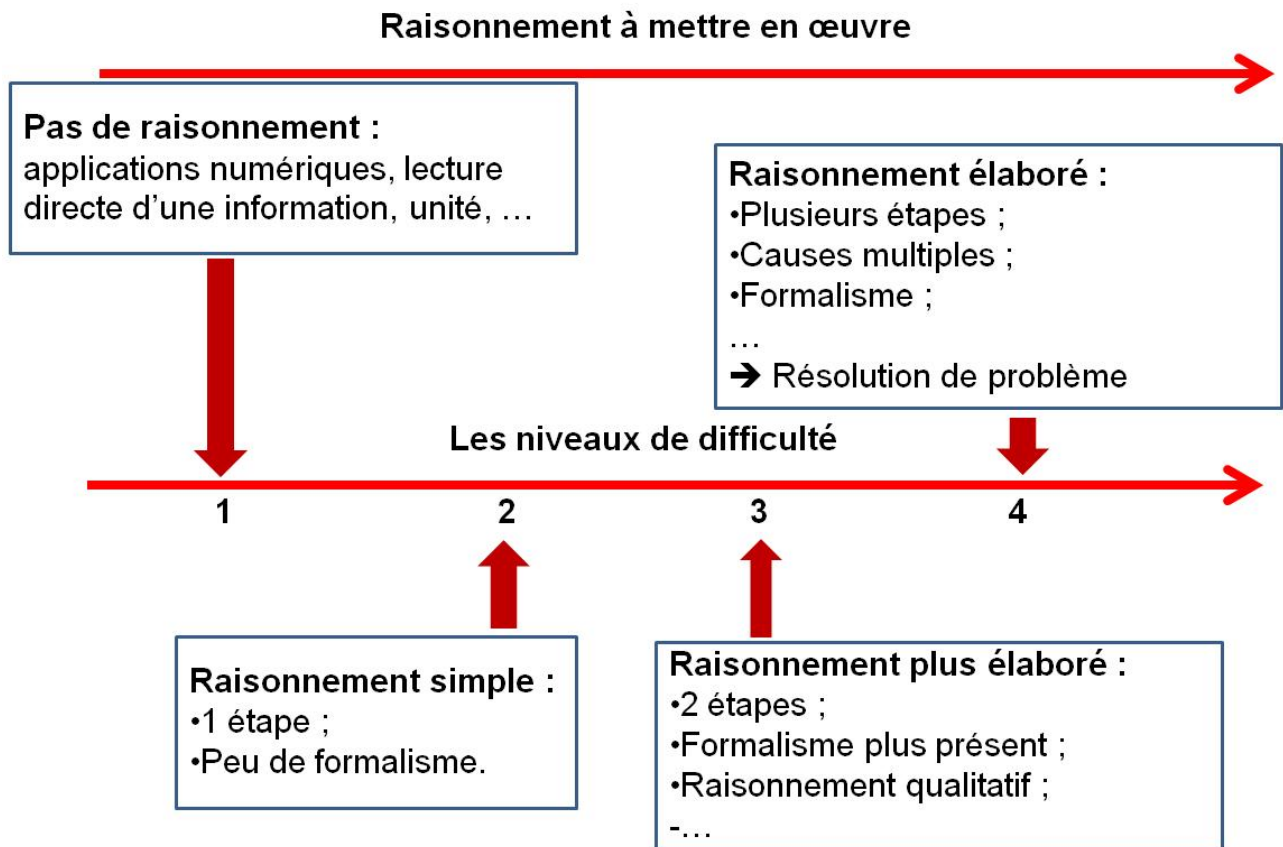 Raisonnement à mettre en œuvre
Pas de raisonnement :
applications numériques, lecture
directe d’une information, unité, …
Raisonnement élaboré :
•Plusieurs étapes ;
•Causes multiples ;
•Formalisme ;
…
➔ Résolution de problème
Les niveaux de difficulté
1 2 3 4
Raisonnement simple :
•1 étape ;
•Peu de formalisme.
Raisonnement plus élaboré :
•2 étapes ;
•Formalisme plus présent ;
•Raisonnement qualitatif ;
-…